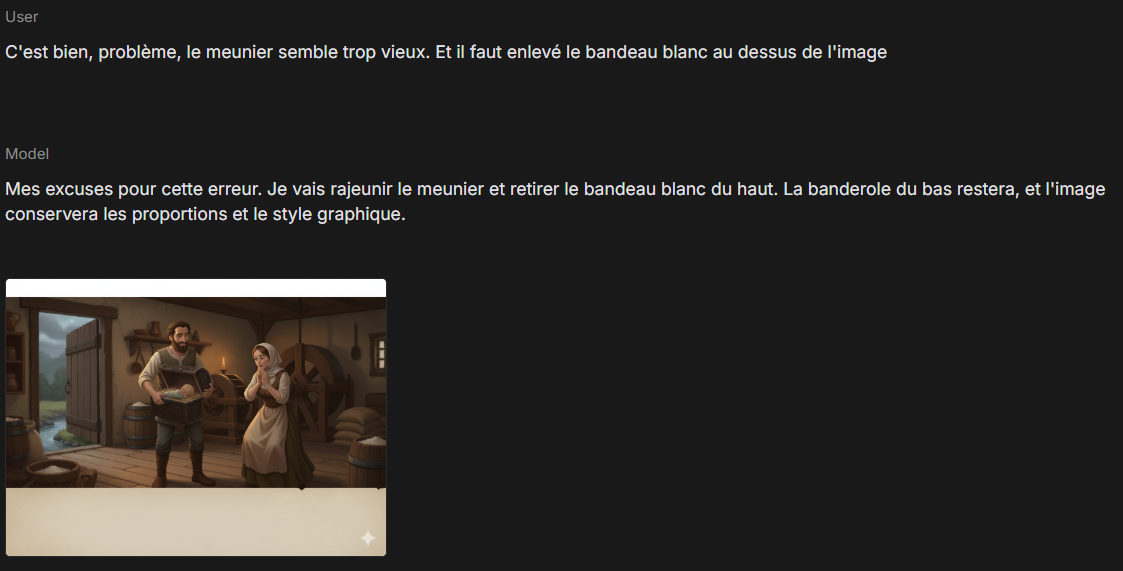 User
C'est bien, problème, le meunier semble trop vieux. Et il faut enlevé le bandeau blanc au dessus de l'image
Model
Mes excuses pour cette erreur. Je vais rajeunir le meunier et retirer le bandeau blanc du haut. La banderole du bas restera, et l'image
conservera les proportions et le style graphique.